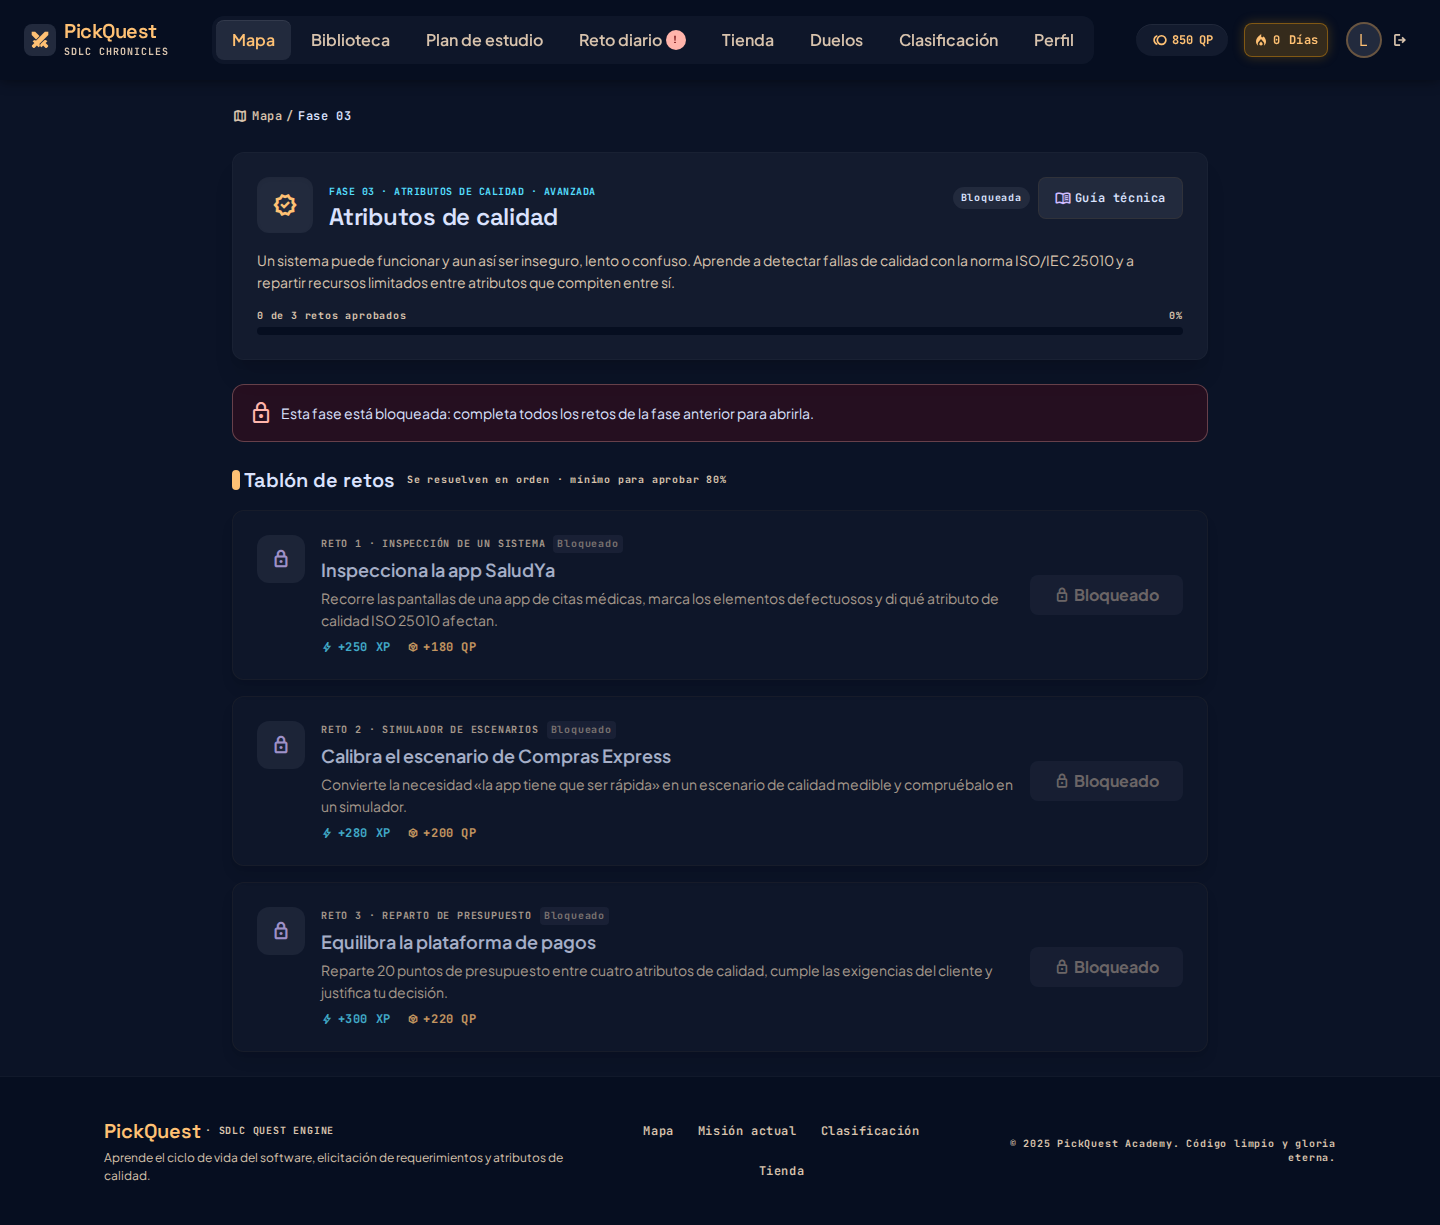 PickQuest
SDLC CHRONICLES
Mapa
Biblioteca
Plan de estudio
Reto diario !
Tienda
Duelos
Clasificación
Perfil
850 QP
0 Días
L
Mapa / Fase 03
FASE 03 · ATRIBUTOS DE CALIDAD · AVANZADA
Atributos de calidad
Bloqueada
Guía técnica
Un sistema puede funcionar y aun así ser inseguro, lento o confuso. Aprende a detectar fallas de calidad con la norma ISO/IEC 25010 y a
repartir recursos limitados entre atributos que compiten entre sí.
0 de 3 retos aprobados
0%
Esta fase está bloqueada: completa todos los retos de la fase anterior para abrirla.
Tablón de retos
Se resuelven en orden · mínimo para aprobar 80%
RETO 1 · INSPECCIÓN DE UN SISTEMA Bloqueado
Inspecciona la app SaludYa
Recorre las pantallas de una app de citas médicas, marca los elementos defectuosos y di qué atributo de
calidad ISO 25010 afectan.
+250 XP +180 QP
Bloqueado
RETO 2 · SIMULADOR DE ESCENARIOS Bloqueado
Calibra el escenario de Compras Express
Convierte la necesidad «la app tiene que ser rápida» en un escenario de calidad medible y compruébalo en
un simulador.
+280 XP +200 QP
Bloqueado
RETO 3 · REPARTO DE PRESUPUESTO Bloqueado
Equilibra la plataforma de pagos
Reparte 20 puntos de presupuesto entre cuatro atributos de calidad, cumple las exigencias del cliente y
justifica tu decisión.
+300 XP +220 QP
Bloqueado
PickQuest · SDLC QUEST ENGINE
Aprende el ciclo de vida del software, elicitación de requerimientos y atributos de
calidad.
Mapa
Misión actual
Clasificación
Tienda
© 2025 PickQuest Academy. Código limpio y gloria
eterna.